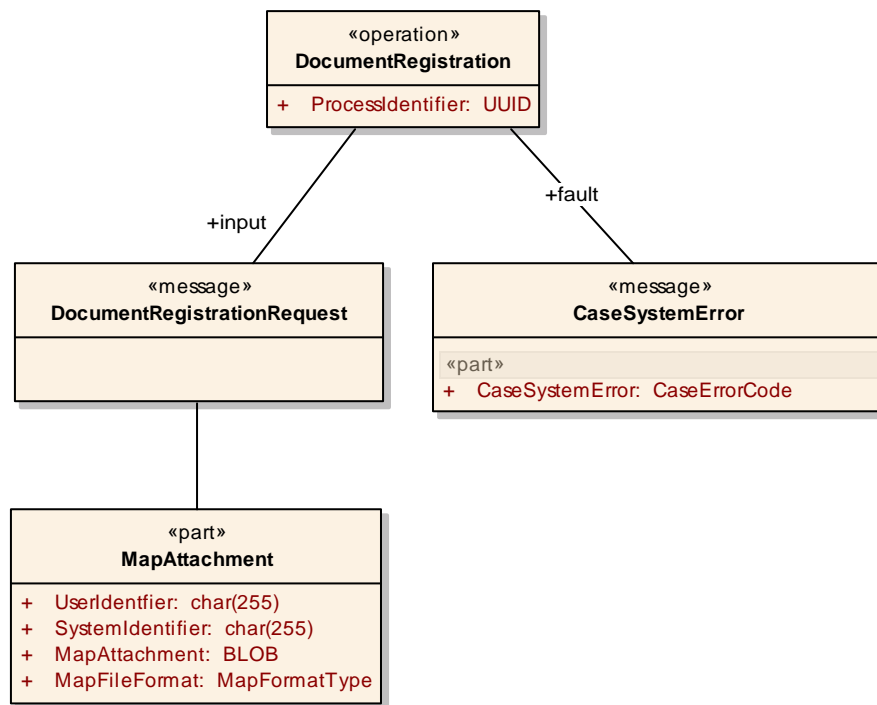 «operation»
DocumentRegistration
+ ProcessIdentifier: UUID
+input
+fault
«message»
DocumentRegistrationRequest
«message»
CaseSystemError
«part»
+ CaseSystemError: CaseErrorCode
«part»
MapAttachment
+ UserIdentfier: char(255)
+ SystemIdentifier: char(255)
+ MapAttachment: BLOB
+ MapFileFormat: MapFormatType